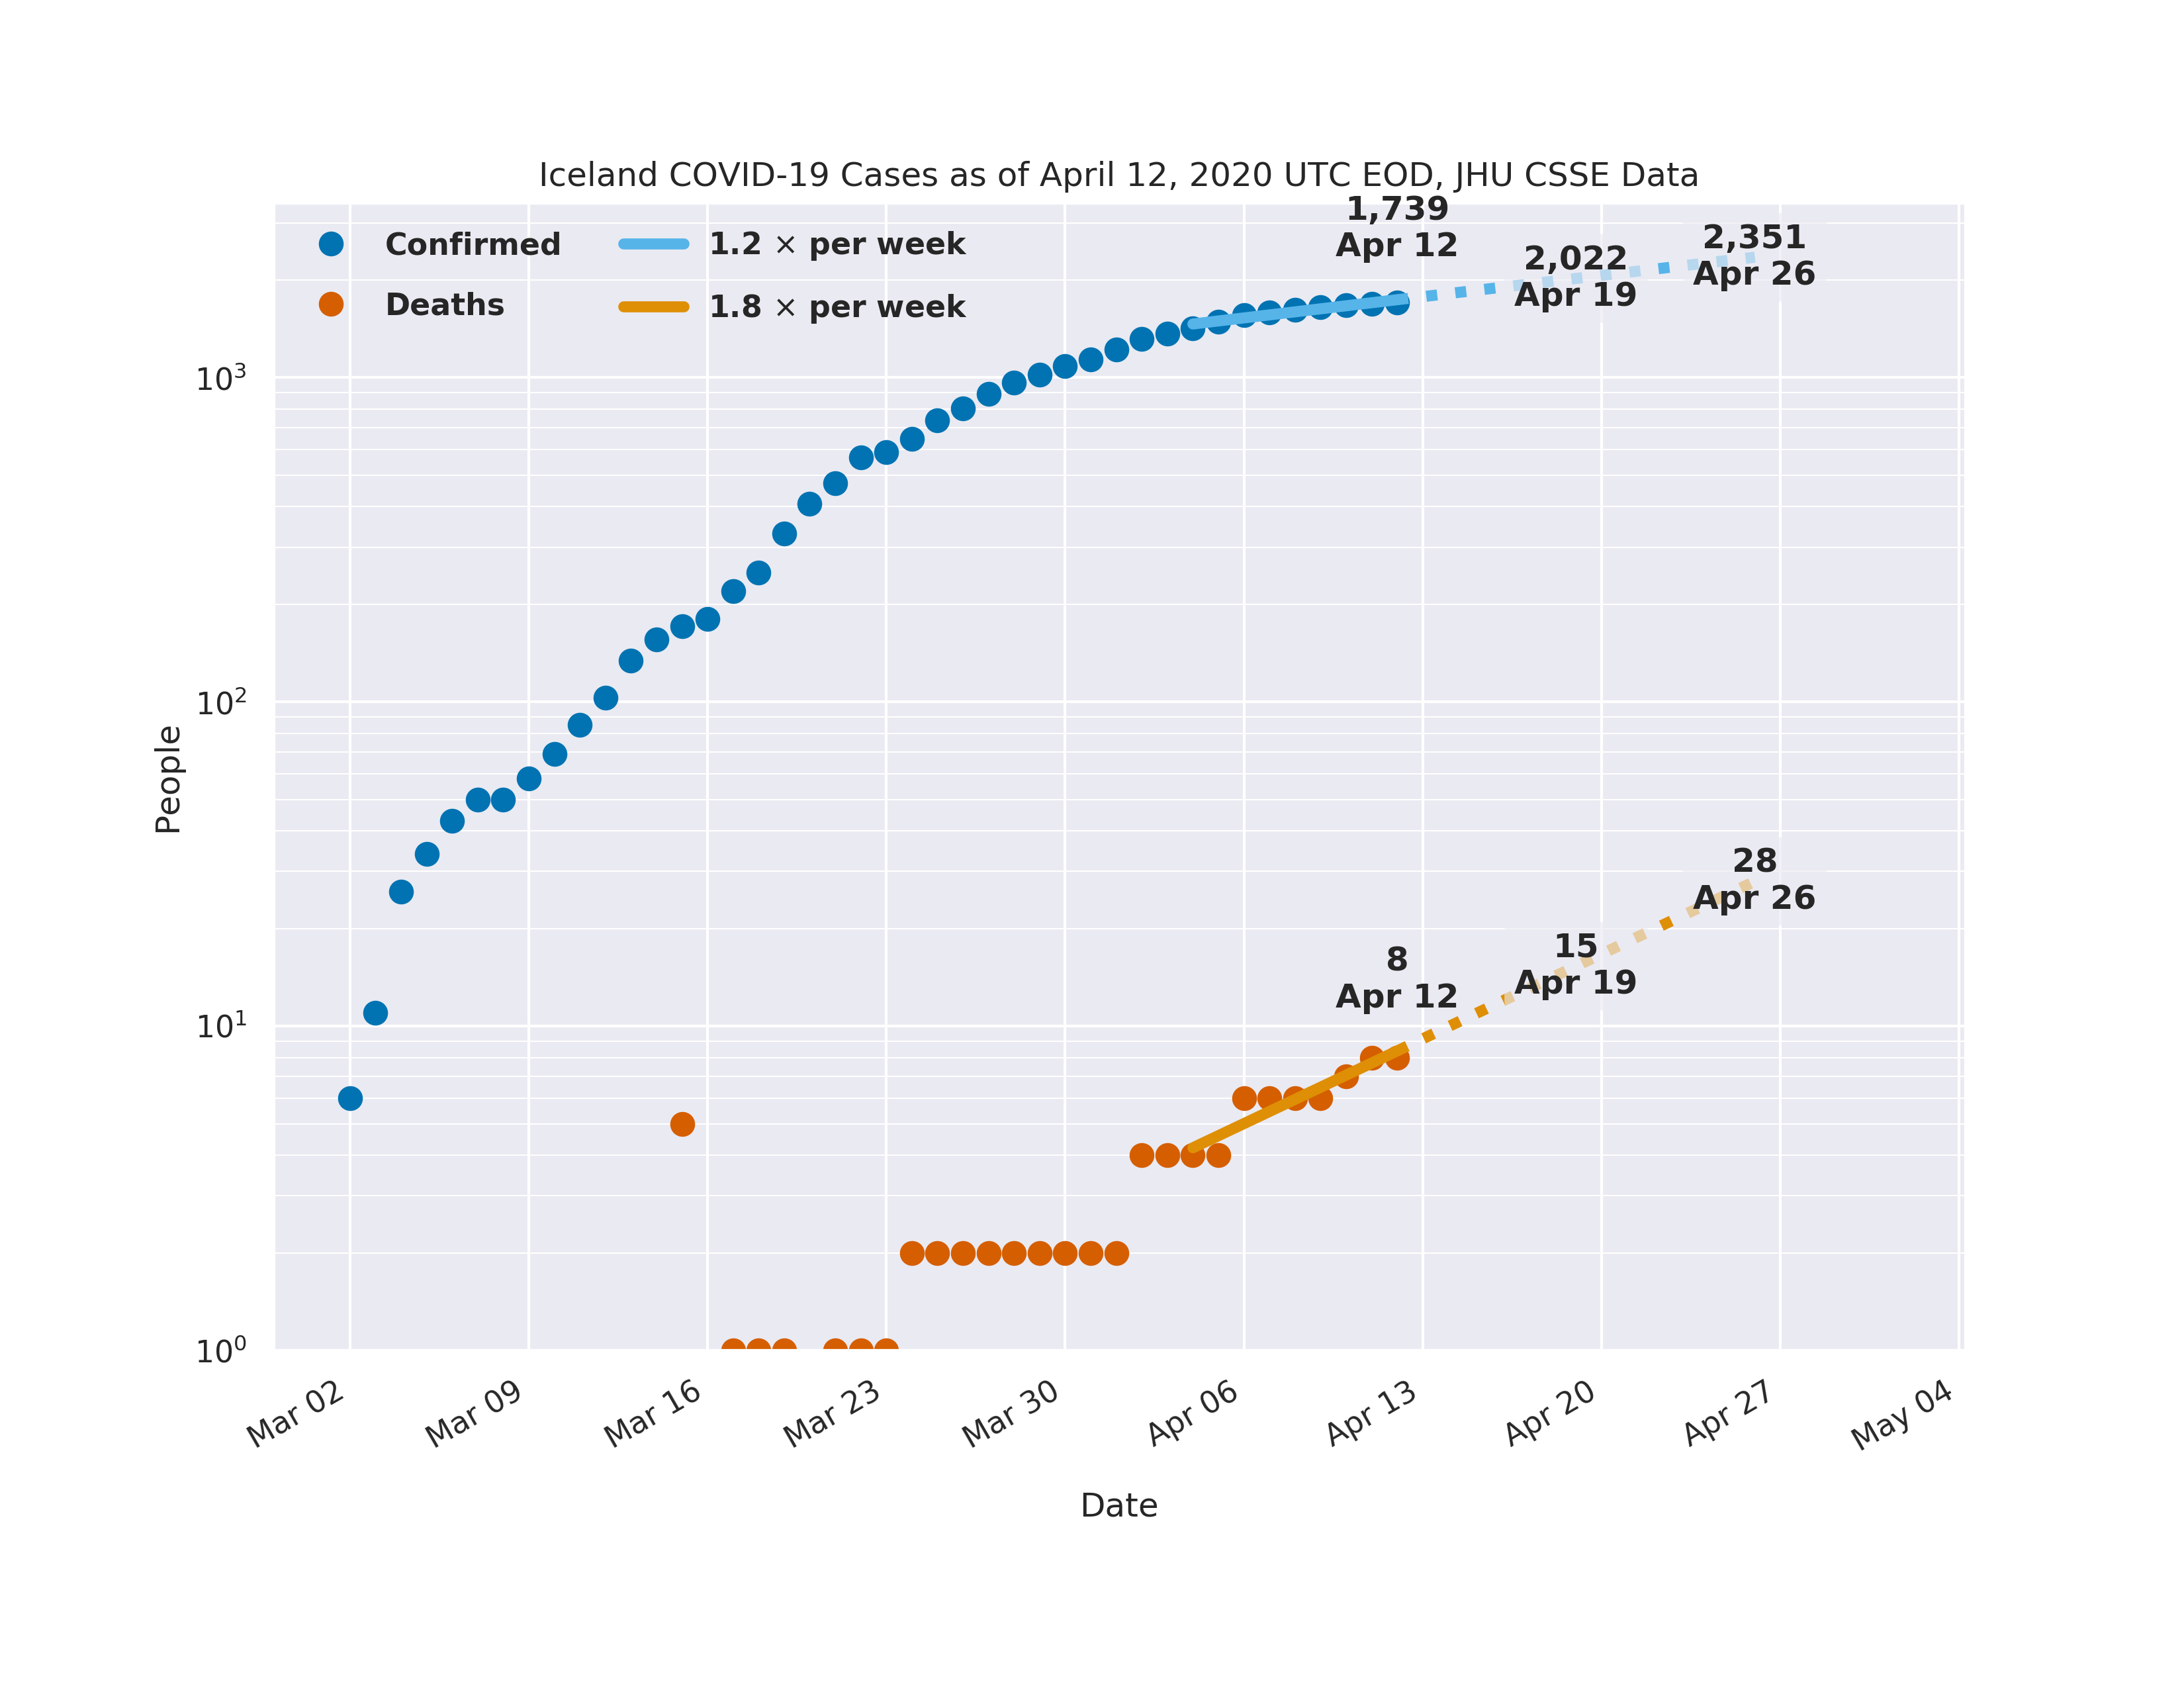 Iceland COVID-19 Cases as of April 12, 2020 UTC EOD, JHU CSSE Data
Confirmed
Deaths
1.2 × per week
1.8 × per week
1,739
Apr 12
2,022
Apr 19
2,351
Apr 26
28
Apr 26
15
Apr 19
8
Apr 12
People
10³
10²
10¹
10⁰
Mar 02
Mar 09
Mar 16
Mar 23
Mar 30
Apr 06
Apr 13
Apr 20
Apr 27
May 04
Date